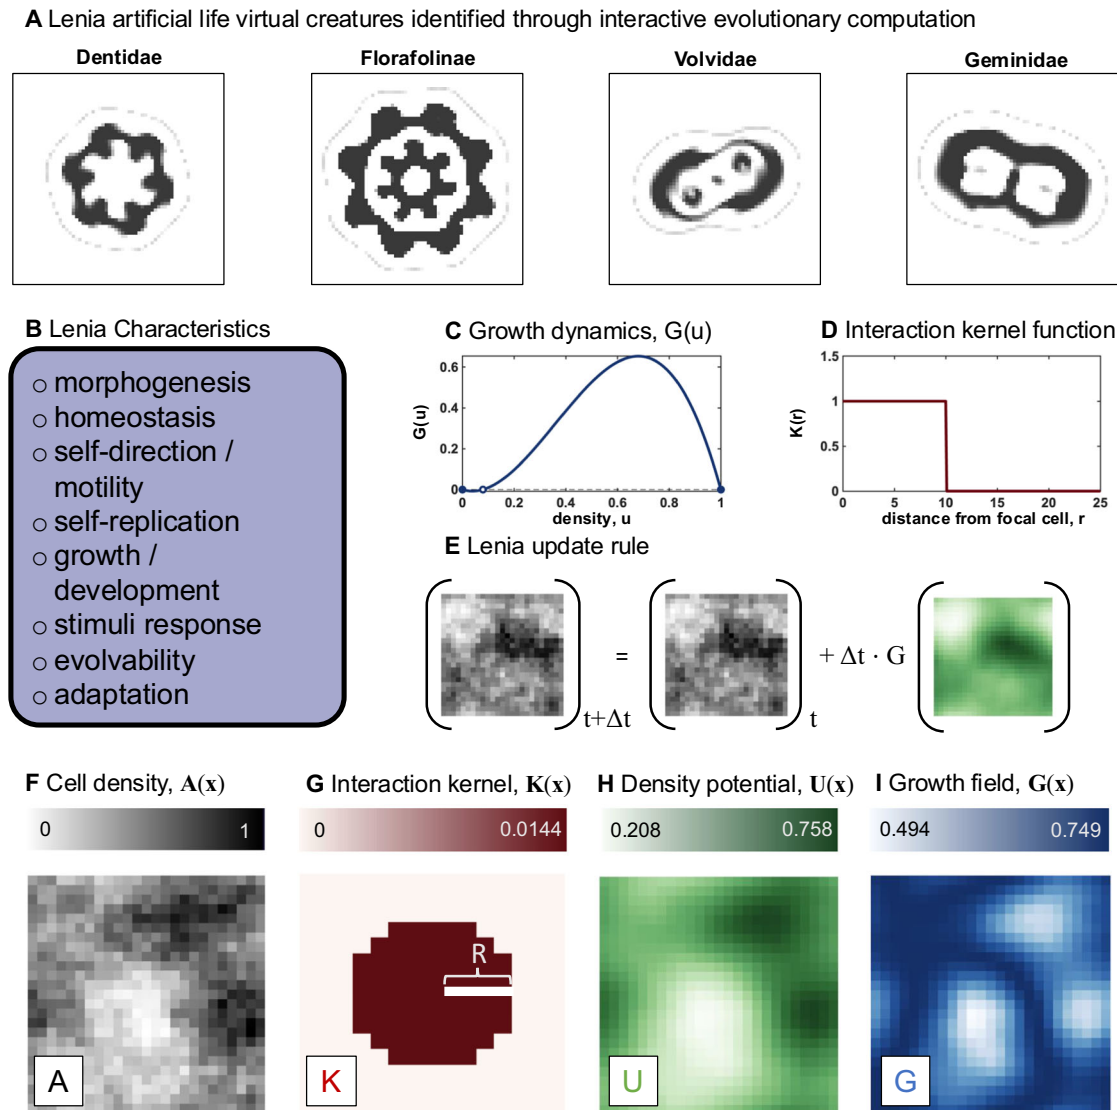 A Lenia artificial life virtual creatures identified through interactive evolutionary computation
Dentidae
Florafolinae
Volvidae
Geminidae
B Lenia Characteristics
○ morphogenesis
○ homeostasis
○ self-direction /
motility
○ self-replication
○ growth /
development
○ stimuli response
○ evolvability
○ adaptation
C Growth dynamics, G(u)
0.6
0.4
0.2
0
G(u)
0 0.2 0.4 0.6 0.8 1
density, u
D Interaction kernel function
1.5
1
0.5
0
K(r)
0 5 10 15 20 25
distance from focal cell, r
E Lenia update rule
t+Δt
=
t
+ Δt · G
F Cell density, A(x)
0 1
A
G Interaction kernel, K(x)
0 0.0144
R
K
H Density potential, U(x)
0.208 0.758
U
I Growth field, G(x)
0.494 0.749
G